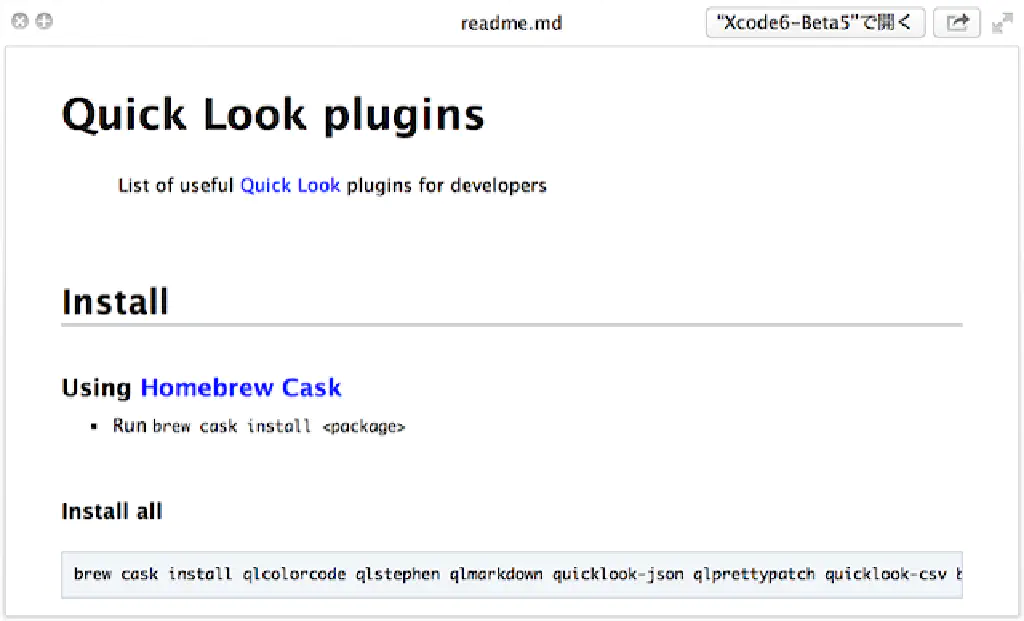 readme.md
"Xcode6-Beta5"で開く
Quick Look plugins
List of useful Quick Look plugins for developers
Install
Using Homebrew Cask
Run brew cask install <package>
Install all
brew cask install qlcolorcode qlstephen qlmarkdown quicklook-json qlprettypatch quicklook-csv